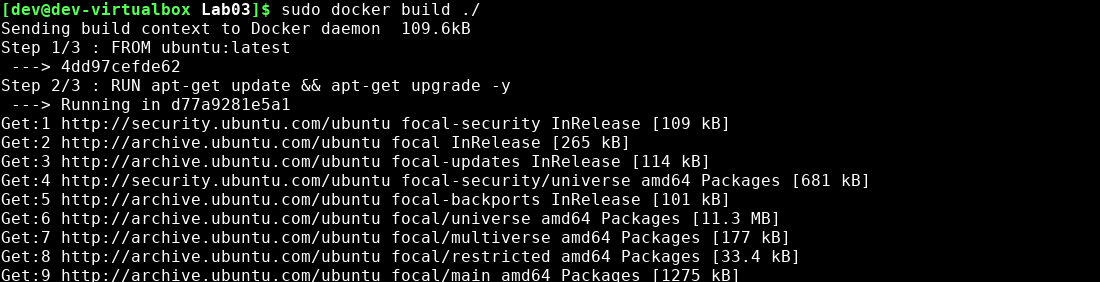 [dev@dev-virtualbox Lab03]$ sudo docker build ./
Sending build context to Docker daemon  109.6kB
Step 1/3 : FROM ubuntu:latest
 ---> 4dd97cefde62
Step 2/3 : RUN apt-get update && apt-get upgrade -y
 ---> Running in d77a9281e5a1
Get:1 http://security.ubuntu.com/ubuntu focal-security InRelease [109 kB]
Get:2 http://archive.ubuntu.com/ubuntu focal InRelease [265 kB]
Get:3 http://archive.ubuntu.com/ubuntu focal-updates InRelease [114 kB]
Get:4 http://security.ubuntu.com/ubuntu focal-security/universe amd64 Packages [681 kB]
Get:5 http://archive.ubuntu.com/ubuntu focal-backports InRelease [101 kB]
Get:6 http://archive.ubuntu.com/ubuntu focal/universe amd64 Packages [11.3 MB]
Get:7 http://archive.ubuntu.com/ubuntu focal/multiverse amd64 Packages [177 kB]
Get:8 http://archive.ubuntu.com/ubuntu focal/restricted amd64 Packages [33.4 kB]
Get:9 http://archive.ubuntu.com/ubuntu focal/main amd64 Packages [1275 kB]